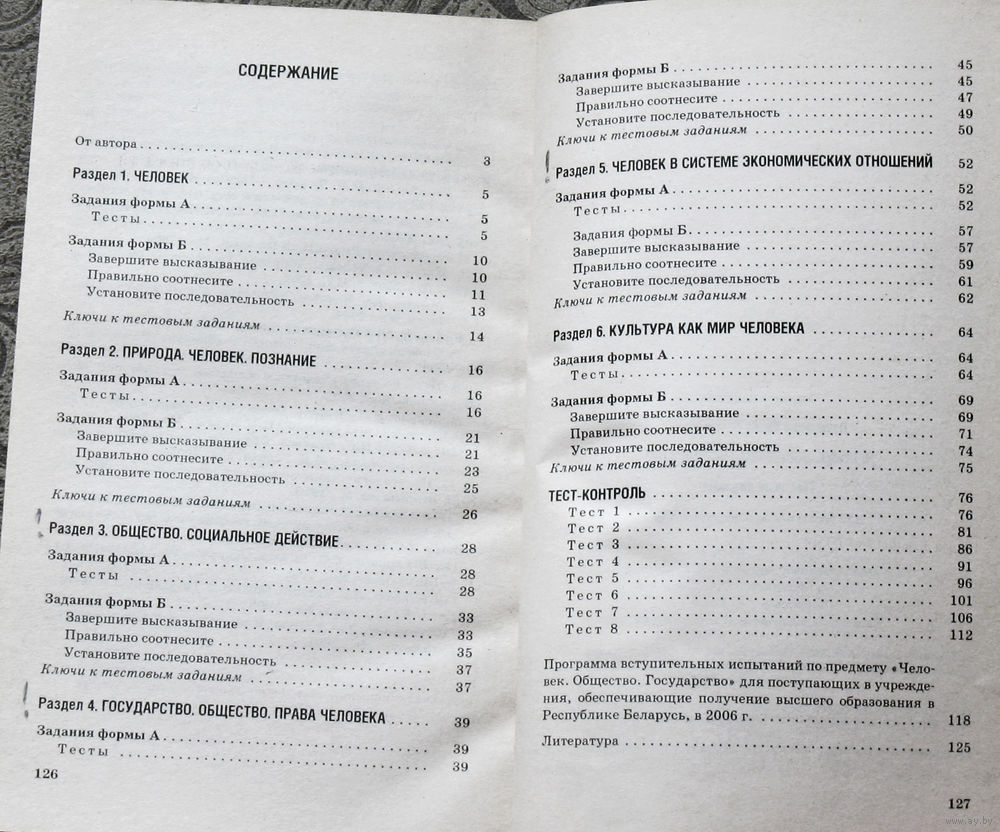 СОДЕРЖАНИЕ
От автора . . . . . . . . . . 3
Раздел 1. ЧЕЛОВЕК . . . . . . . . . . 5
Задания формы А . . . . . . . . . . 5
Тесты . . . . . . . . . . 5
Задания формы Б . . . . . . . . . . 10
Завершите высказывание . . . . . . . . . . 10
Правильно соотнесите . . . . . . . . . . 11
Установите последовательность . . . . . . . . . . 13
Ключи к тестовым заданиям . . . . . . . . . . 14
Раздел 2. ПРИРОДА. ЧЕЛОВЕК. ПОЗНАНИЕ . . . . . . . . . . 16
Задания формы А . . . . . . . . . . 16
Тесты . . . . . . . . . . 16
Задания формы Б . . . . . . . . . . 21
Завершите высказывание . . . . . . . . . . 21
Правильно соотнесите . . . . . . . . . . 23
Установите последовательность . . . . . . . . . . 25
Ключи к тестовым заданиям . . . . . . . . . . 26
Раздел 3. ОБЩЕСТВО. СОЦИАЛЬНОЕ ДЕЙСТВИЕ . . . . . . . . . . 28
Задания формы А . . . . . . . . . . 28
Тесты . . . . . . . . . . 28
Задания формы Б . . . . . . . . . . 33
Завершите высказывание . . . . . . . . . . 33
Правильно соотнесите . . . . . . . . . . 35
Установите последовательность . . . . . . . . . . 37
Ключи к тестовым заданиям . . . . . . . . . . 37
Раздел 4. ГОСУДАРСТВО. ОБЩЕСТВО. ПРАВА ЧЕЛОВЕКА . . . . . 39
Задания формы А . . . . . . . . . . 39
Тесты . . . . . . . . . . 39
126
Задания формы Б . . . . . . . . . . 45
Завершите высказывание . . . . . . . . . . 45
Правильно соотнесите . . . . . . . . . . 47
Установите последовательность . . . . . . . . . . 49
Ключи к тестовым заданиям . . . . . . . . . . 50
Раздел 5. ЧЕЛОВЕК В СИСТЕМЕ ЭКОНОМИЧЕСКИХ ОТНОШЕНИЙ 52
Задания формы А . . . . . . . . . . 52
Тесты . . . . . . . . . . 52
Задания формы Б . . . . . . . . . . 57
Завершите высказывание . . . . . . . . . . 57
Правильно соотнесите . . . . . . . . . . 59
Установите последовательность . . . . . . . . . . 61
Ключи к тестовым заданиям . . . . . . . . . . 62
Раздел 6. КУЛЬТУРА КАК МИР ЧЕЛОВЕКА . . . . . . . . . . 64
Задания формы А . . . . . . . . . . 64
Тесты . . . . . . . . . . 64
Задания формы Б . . . . . . . . . . 69
Завершите высказывание . . . . . . . . . . 69
Правильно соотнесите . . . . . . . . . . 71
Установите последовательность . . . . . . . . . . 74
Ключи к тестовым заданиям . . . . . . . . . . 75
ТЕСТ-КОНТРОЛЬ . . . . . . . . . . 76
Тест 1 . . . . . . . . . . 76
Тест 2 . . . . . . . . . . 81
Тест 3 . . . . . . . . . . 86
Тест 4 . . . . . . . . . . 91
Тест 5 . . . . . . . . . . 96
Тест 6 . . . . . . . . . . 101
Тест 7 . . . . . . . . . . 106
Тест 8 . . . . . . . . . . 112
Программа вступительных испытаний по предмету «Чело-
век. Общество. Государство» для поступающих в учрежде-
ния, обеспечивающие получение высшего образования в
Республике Беларусь, в 2006 г. . . . . . . . . . . 118
Литература . . . . . . . . . . 125
127
www.ay.by